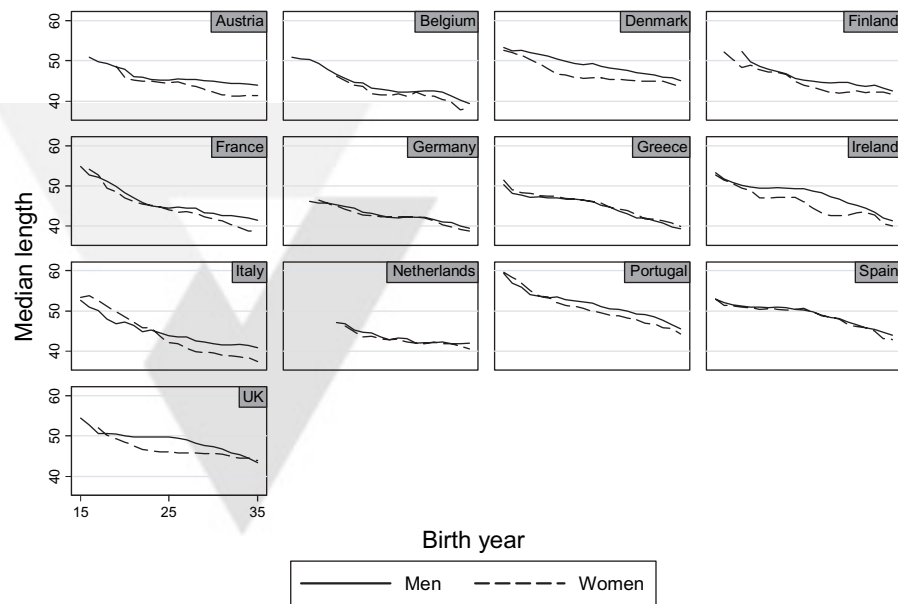 Austria Belgium Denmark Finland
60
50
40
France Germany Greece Ireland
60
50
40
Italy Netherlands Portugal Spain
60
50
40
UK
60
50
40
15 25 35
Median length
Birth year
Men Women